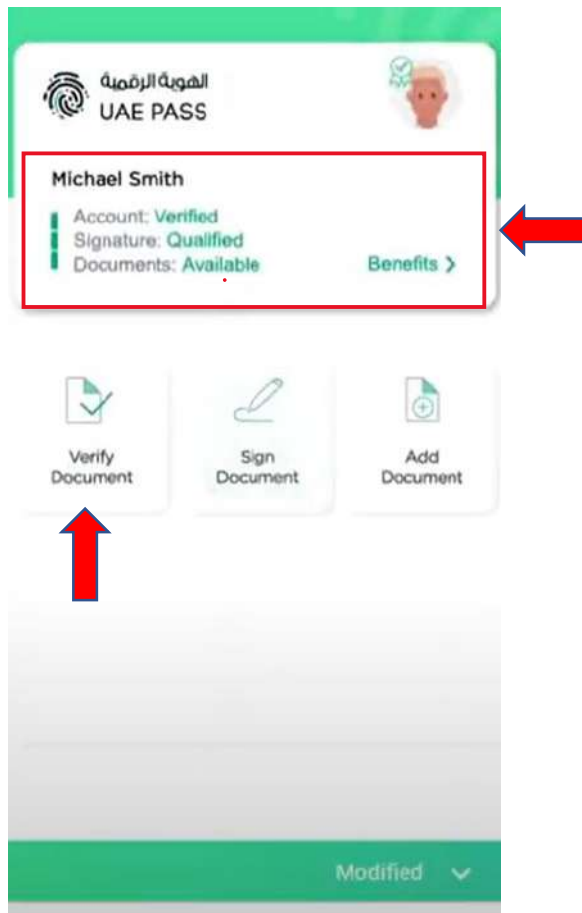 الهوية الرقمية
UAE PASS
Michael Smith
Account: Verified
Signature: Qualified
Documents: Available
Benefits >
Verify
Document
Sign
Document
Add
Document
Modified